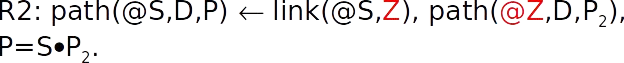 R2: path(@S,D,P) ← link(@S,Z), path(@Z,D,P₂),
P=S•P₂.